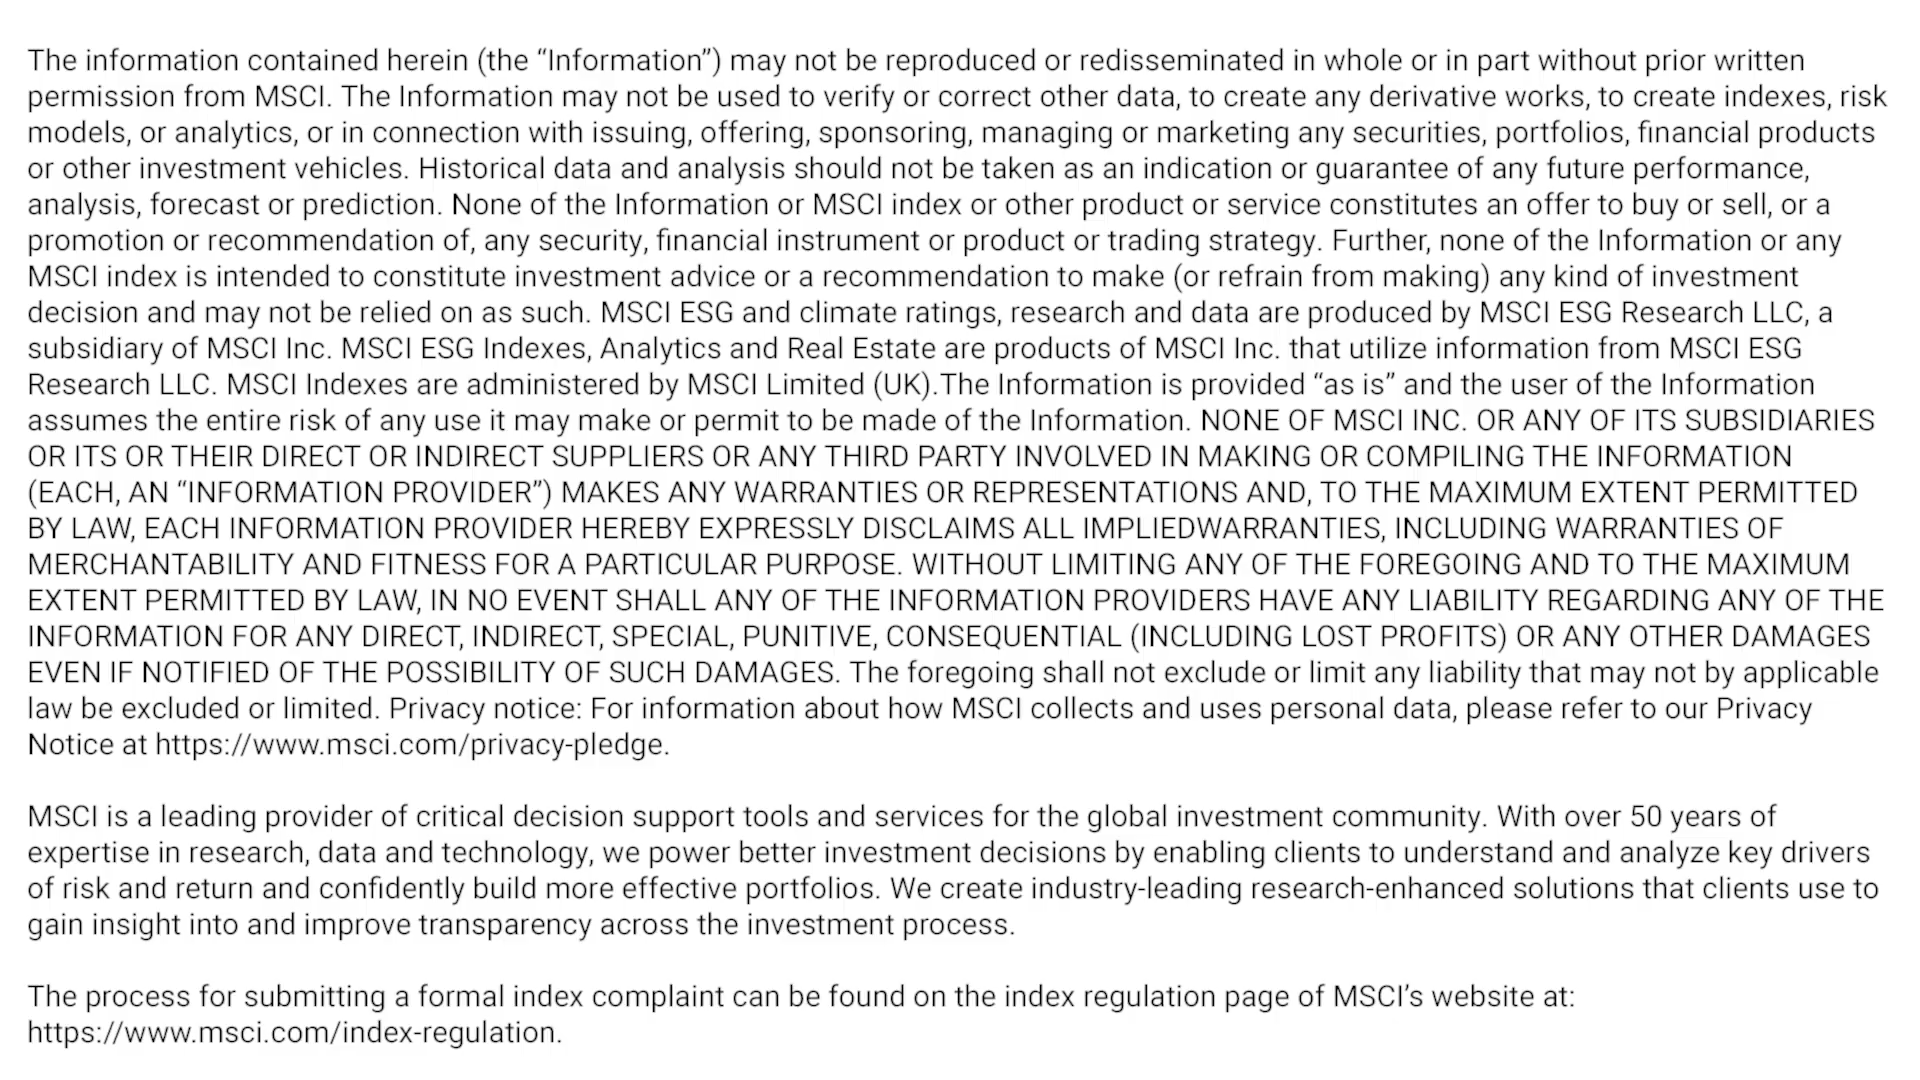 The information contained herein (the “Information”) may not be reproduced or redisseminated in whole or in part without prior written
permission from MSCI. The Information may not be used to verify or correct other data, to create any derivative works, to create indexes, risk
models, or analytics, or in connection with issuing, offering, sponsoring, managing or marketing any securities, portfolios, financial products
or other investment vehicles. Historical data and analysis should not be taken as an indication or guarantee of any future performance,
analysis, forecast or prediction. None of the Information or MSCI index or other product or service constitutes an offer to buy or sell, or a
promotion or recommendation of, any security, financial instrument or product or trading strategy. Further, none of the Information or any
MSCI index is intended to constitute investment advice or a recommendation to make (or refrain from making) any kind of investment
decision and may not be relied on as such. MSCI ESG and climate ratings, research and data are produced by MSCI ESG Research LLC, a
subsidiary of MSCI Inc. MSCI ESG Indexes, Analytics and Real Estate are products of MSCI Inc. that utilize information from MSCI ESG
Research LLC. MSCI Indexes are administered by MSCI Limited (UK).The Information is provided “as is” and the user of the Information
assumes the entire risk of any use it may make or permit to be made of the Information. NONE OF MSCI INC. OR ANY OF ITS SUBSIDIARIES
OR ITS OR THEIR DIRECT OR INDIRECT SUPPLIERS OR ANY THIRD PARTY INVOLVED IN MAKING OR COMPILING THE INFORMATION
(EACH, AN “INFORMATION PROVIDER”) MAKES ANY WARRANTIES OR REPRESENTATIONS AND, TO THE MAXIMUM EXTENT PERMITTED
BY LAW, EACH INFORMATION PROVIDER HEREBY EXPRESSLY DISCLAIMS ALL IMPLIEDWARRANTIES, INCLUDING WARRANTIES OF
MERCHANTABILITY AND FITNESS FOR A PARTICULAR PURPOSE. WITHOUT LIMITING ANY OF THE FOREGOING AND TO THE MAXIMUM
EXTENT PERMITTED BY LAW, IN NO EVENT SHALL ANY OF THE INFORMATION PROVIDERS HAVE ANY LIABILITY REGARDING ANY OF THE
INFORMATION FOR ANY DIRECT, INDIRECT, SPECIAL, PUNITIVE, CONSEQUENTIAL (INCLUDING LOST PROFITS) OR ANY OTHER DAMAGES
EVEN IF NOTIFIED OF THE POSSIBILITY OF SUCH DAMAGES. The foregoing shall not exclude or limit any liability that may not by applicable
law be excluded or limited. Privacy notice: For information about how MSCI collects and uses personal data, please refer to our Privacy
Notice at https://www.msci.com/privacy-pledge.
MSCI is a leading provider of critical decision support tools and services for the global investment community. With over 50 years of
expertise in research, data and technology, we power better investment decisions by enabling clients to understand and analyze key drivers
of risk and return and confidently build more effective portfolios. We create industry-leading research-enhanced solutions that clients use to
gain insight into and improve transparency across the investment process.
The process for submitting a formal index complaint can be found on the index regulation page of MSCI’s website at:
https://www.msci.com/index-regulation.